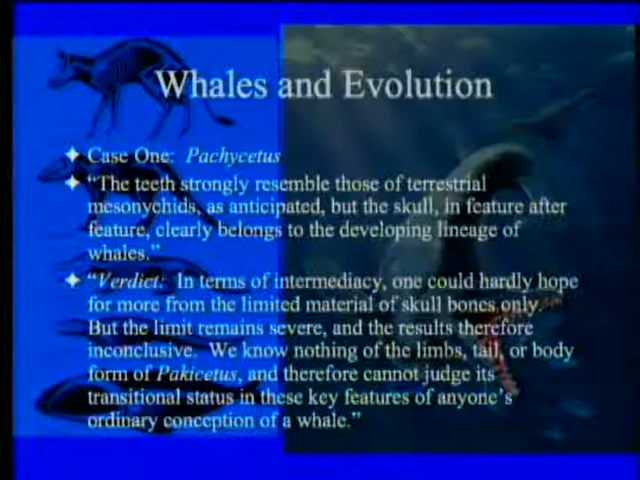 Whales and Evolution
Case One: Pachycetus
"The teeth strongly resemble those of terrestrial
mesonychids, as anticipated, but the skull, in feature after
feature, clearly belongs to the developing lineage of
whales."
"Verdict: In terms of intermediacy, one could hardly hope
for more from the limited material of skull bones only.
But the limit remains severe, and the results therefore
inconclusive. We know nothing of the limbs, tail, or body
form of Pakicetus, and therefore cannot judge its
transitional status in these key features of anyone's
ordinary conception of a whale."